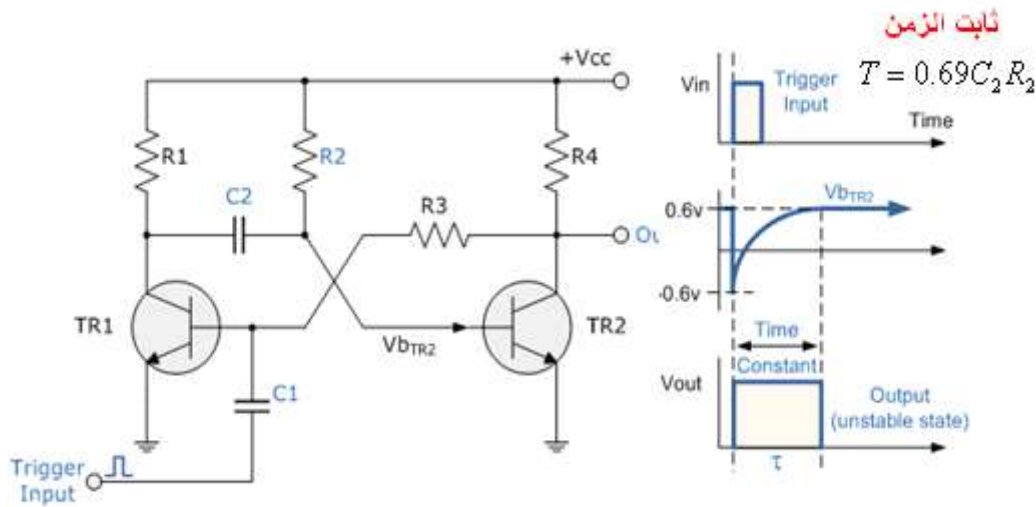 ثابت الزمن
T = 0.69C₂R₂
+Vcc
R1
R2
R4
C2
R3
Ou
TR1
TR2
VbTR2
C1
Trigger
Input
Vin
Trigger
Input
Time
VbTR2
0.6v
-0.6v
Time
Constant
Vout
Output
(unstable state)
τ